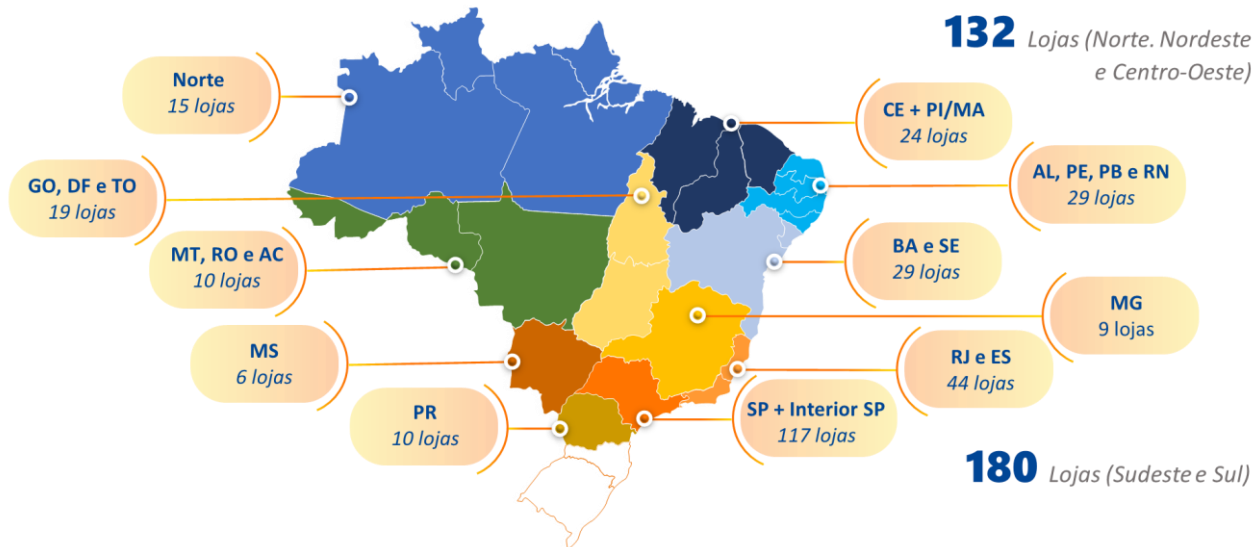 132 Lojas (Norte. Nordeste
e Centro-Oeste)
Norte
15 lojas
CE + PI/MA
24 lojas
GO, DF e TO
19 lojas
AL, PE, PB e RN
29 lojas
MT, RO e AC
10 lojas
BA e SE
29 lojas
MG
9 lojas
MS
6 lojas
RJ e ES
44 lojas
PR
10 lojas
SP + Interior SP
117 lojas
180 Lojas (Sudeste e Sul)